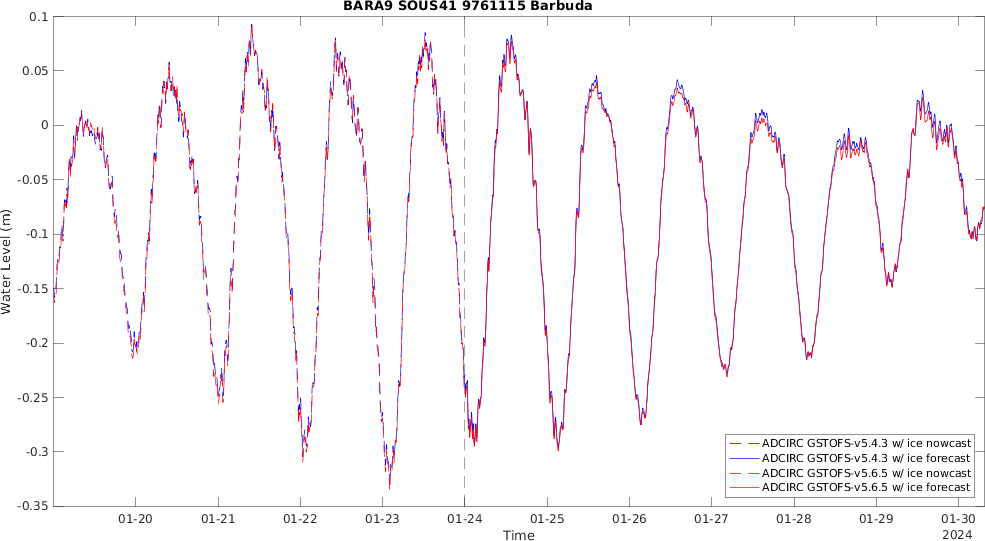 BARA9 SOUS41 9761115 Barbuda
0.1
0.05
0
-0.05
-0.1
-0.15
-0.2
-0.25
-0.3
-0.35
Water Level (m)
ADCIRC GSTOFS-v5.4.3 w/ ice nowcast
ADCIRC GSTOFS-v5.4.3 w/ ice forecast
ADCIRC GSTOFS-v5.6.5 w/ ice nowcast
ADCIRC GSTOFS-v5.6.5 w/ ice forecast
01-20 01-21 01-22 01-23 01-24 01-25 01-26 01-27 01-28 01-29 01-30
Time
2024